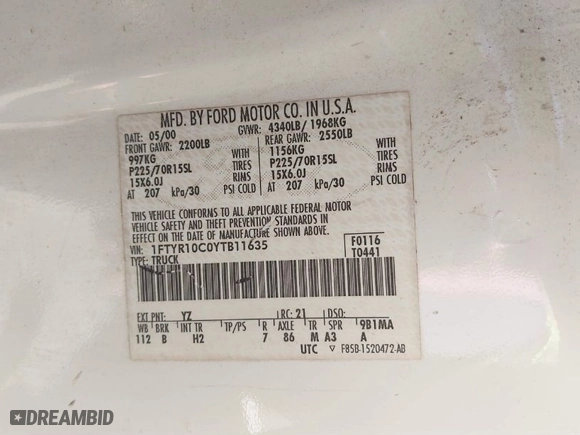 MFD. BY FORD MOTOR CO. IN U.S.A.
DATE: 05/00 GVWR: 4340LB/ 1968KG
FRONT GAWR: 2200LB REAR GAWR: 2550LB
997KG WITH 1156KG WITH
P225/70R15SL TIRES P225/70R15SL TIRES
15X6.0J RIMS 15X6.0J RIMS
AT 207 kPa/30 PSI COLD AT 207 kPa/30 PSI COLD
THIS VEHICLE CONFORMS TO ALL APPLICABLE FEDERAL MOTOR
VEHICLE SAFETY AND THEFT PREVENTION STANDARDS IN
EFFECT ON THE DATE OF MANUFACTURE SHOWN ABOVE.
VIN: 1FTYR10C0YTB11635 F0116
TYPE: TRUCK T0441
EXT PNT: YZ RC: 21 DSO:
WB BRK INT TR TP/PS R AXLE TR SPR 9B1MA
112 B H2 7 86 M A3 A
UTC F85B-1520472-AB
DREAMBID